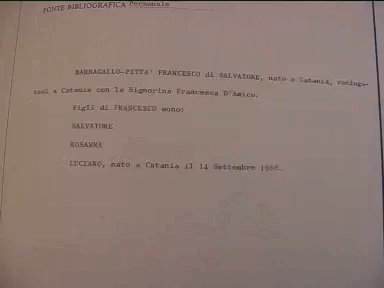 FONTE BIBLIOGRAFICA Personale
BARBAGALLO-PITTA' FRANCESCO di SALVATORE, nato a Catania, coniuga-
tosi a Catania con la Signorina Francesca D'Amico.
Figli di FRANCESCO sono:
SALVATORE
ROSANNA
LUCIANO, nato a Catania il 14 Settembre